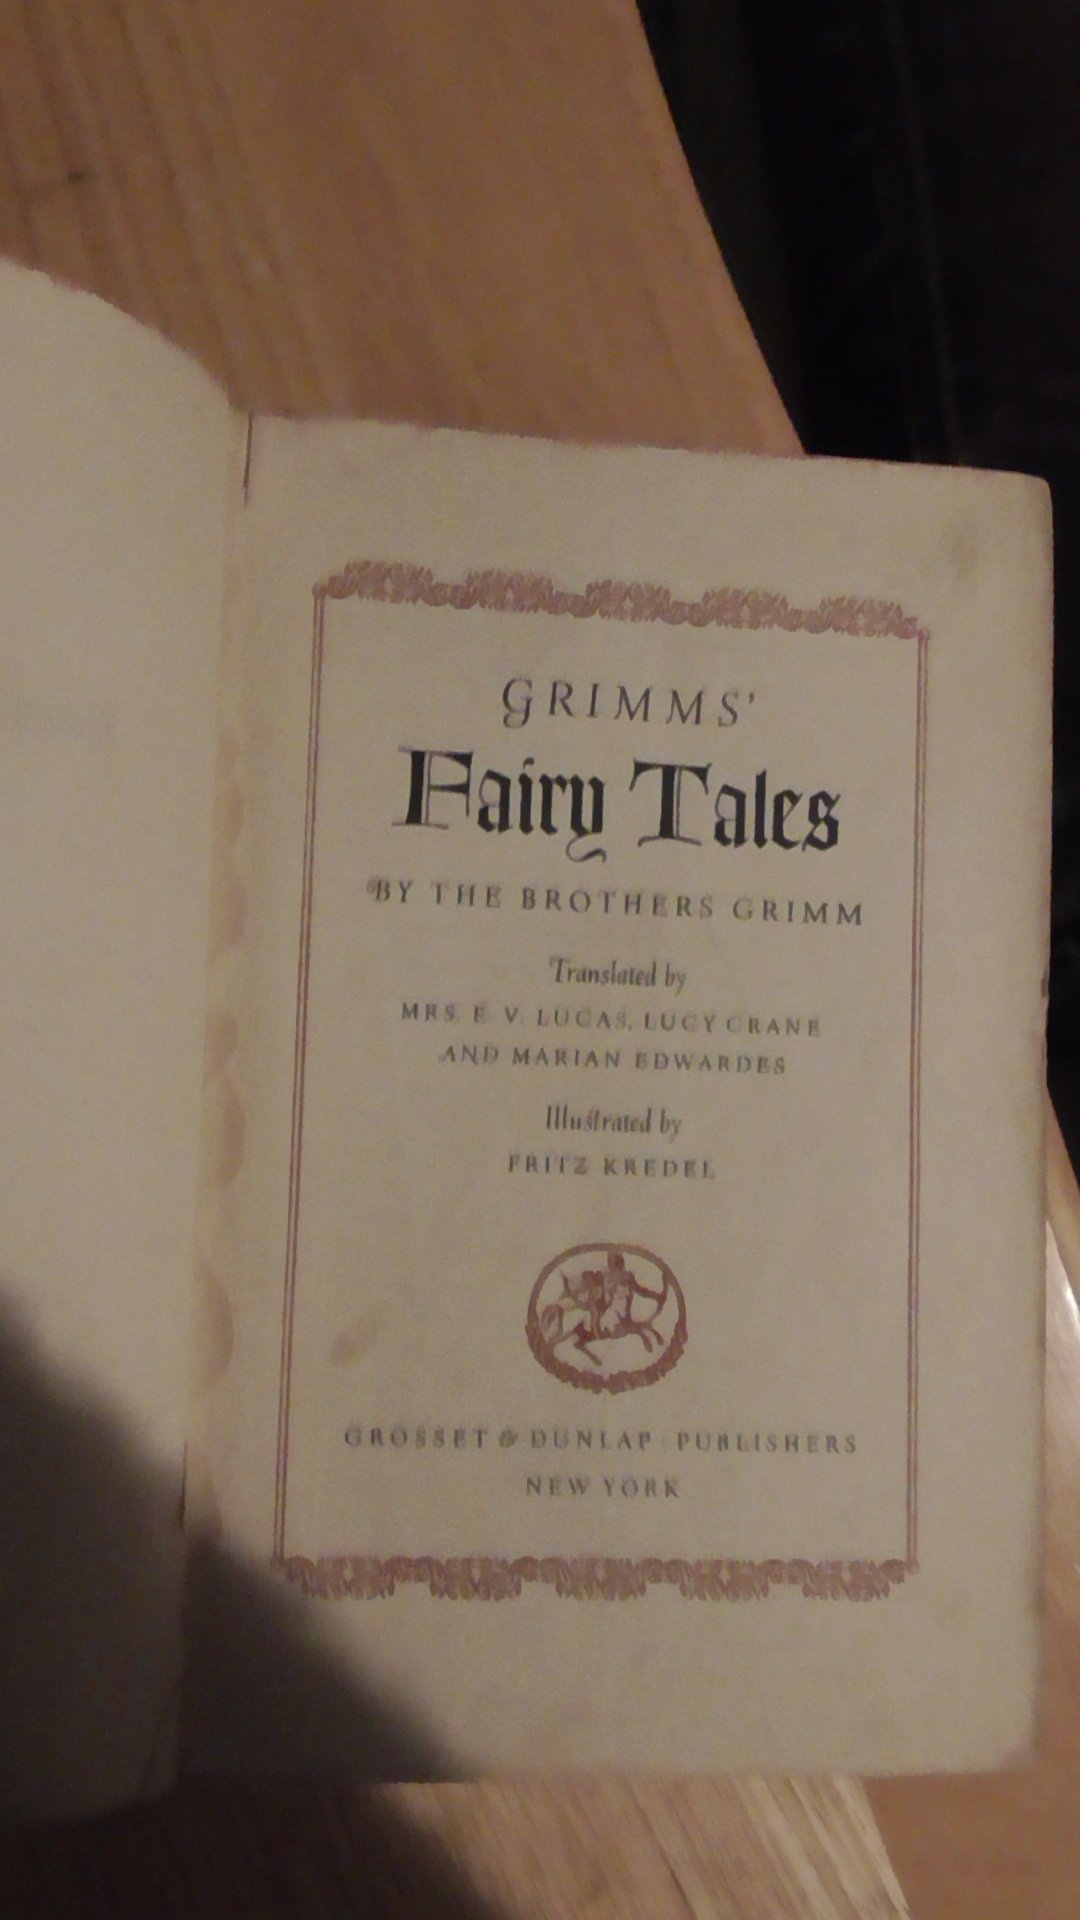 GRIMMS'
Fairy Tales
BY THE BROTHERS GRIMM
Translated by
MRS. E. V. LUCAS, LUCY CRANE
AND MARIAN EDWARDES
Illustrated by
FRITZ KREDEL
GROSSET & DUNLAP · PUBLISHERS
NEW YORK